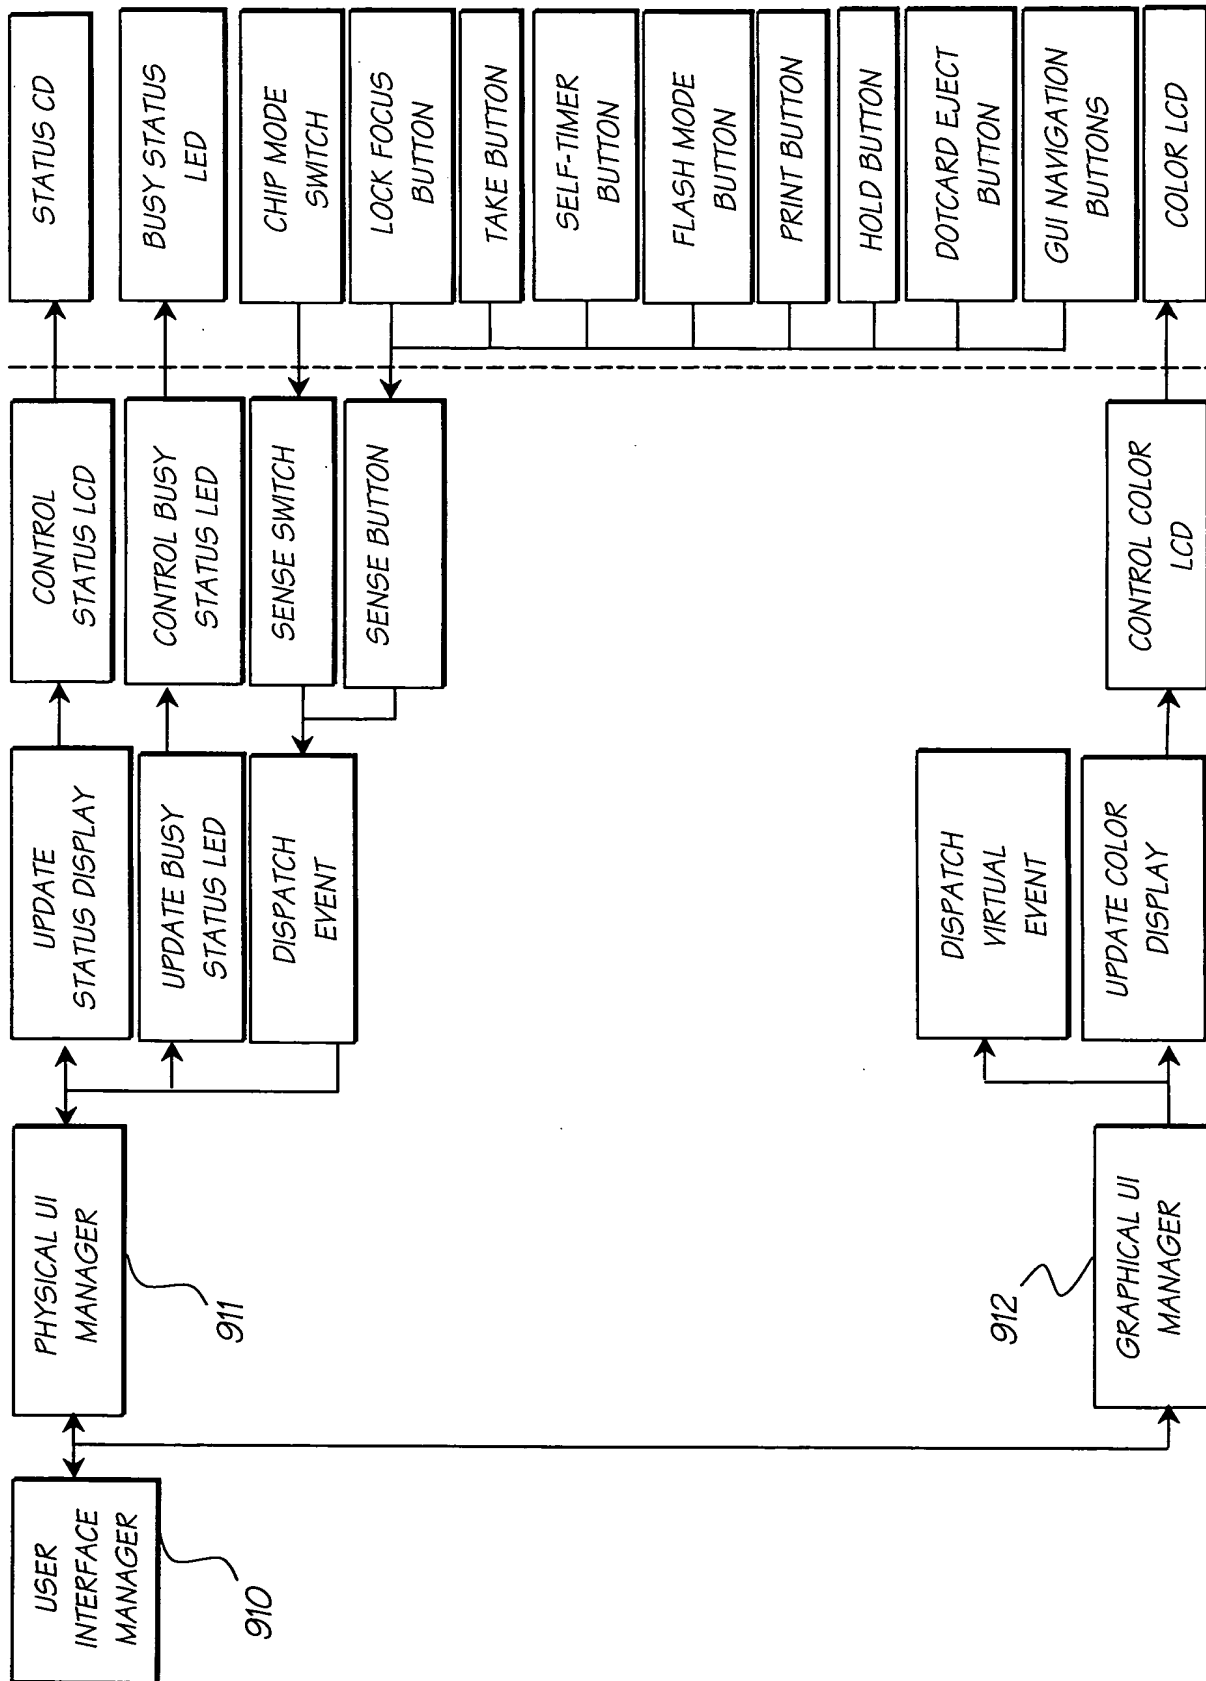 USER
INTERFACE
MANAGER
910
PHYSICAL UI
MANAGER
911
GRAPHICAL UI
MANAGER
912
UPDATE
STATUS DISPLAY
UPDATE BUSY
STATUS LED
DISPATCH
EVENT
DISPATCH
VIRTUAL
EVENT
UPDATE COLOR
DISPLAY
CONTROL
STATUS LCD
CONTROL BUSY
STATUS LED
SENSE SWITCH
SENSE BUTTON
CONTROL COLOR
LCD
STATUS CD
BUSY STATUS
LED
CHIP MODE
SWITCH
LOCK FOCUS
BUTTON
TAKE BUTTON
SELF-TIMER
BUTTON
FLASH MODE
BUTTON
PRINT BUTTON
HOLD BUTTON
DOTCARD EJECT
BUTTON
GUI NAVIGATION
BUTTONS
COLOR LCD